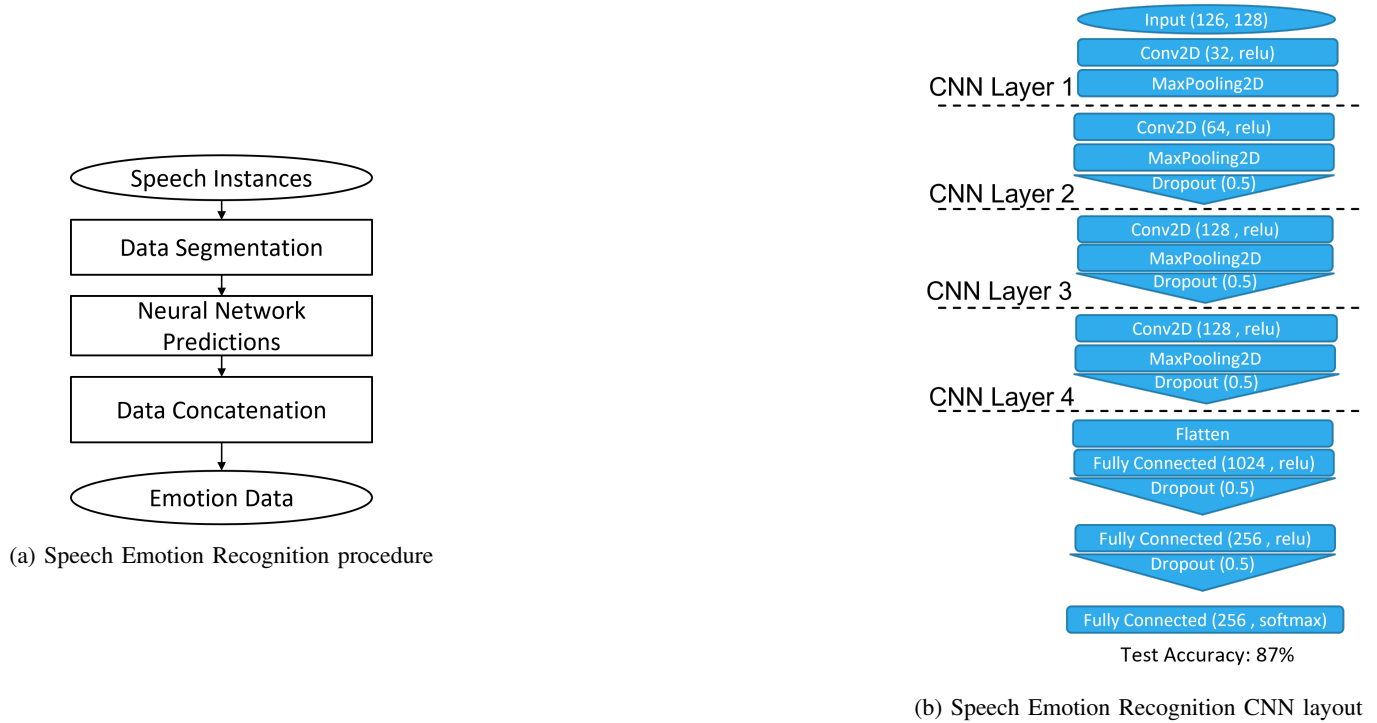 Speech Instances
Data Segmentation
Neural Network
Predictions
Data Concatenation
Emotion Data
(a) Speech Emotion Recognition procedure
Input (126, 128)
Conv2D (32, relu)
MaxPooling2D
CNN Layer 1
Conv2D (64, relu)
MaxPooling2D
Dropout (0.5)
CNN Layer 2
Conv2D (128 , relu)
MaxPooling2D
Dropout (0.5)
CNN Layer 3
Conv2D (128 , relu)
MaxPooling2D
Dropout (0.5)
CNN Layer 4
Flatten
Fully Connected (1024 , relu)
Dropout (0.5)
Fully Connected (256 , relu)
Dropout (0.5)
Fully Connected (256 , softmax)
Test Accuracy: 87%
(b) Speech Emotion Recognition CNN layout